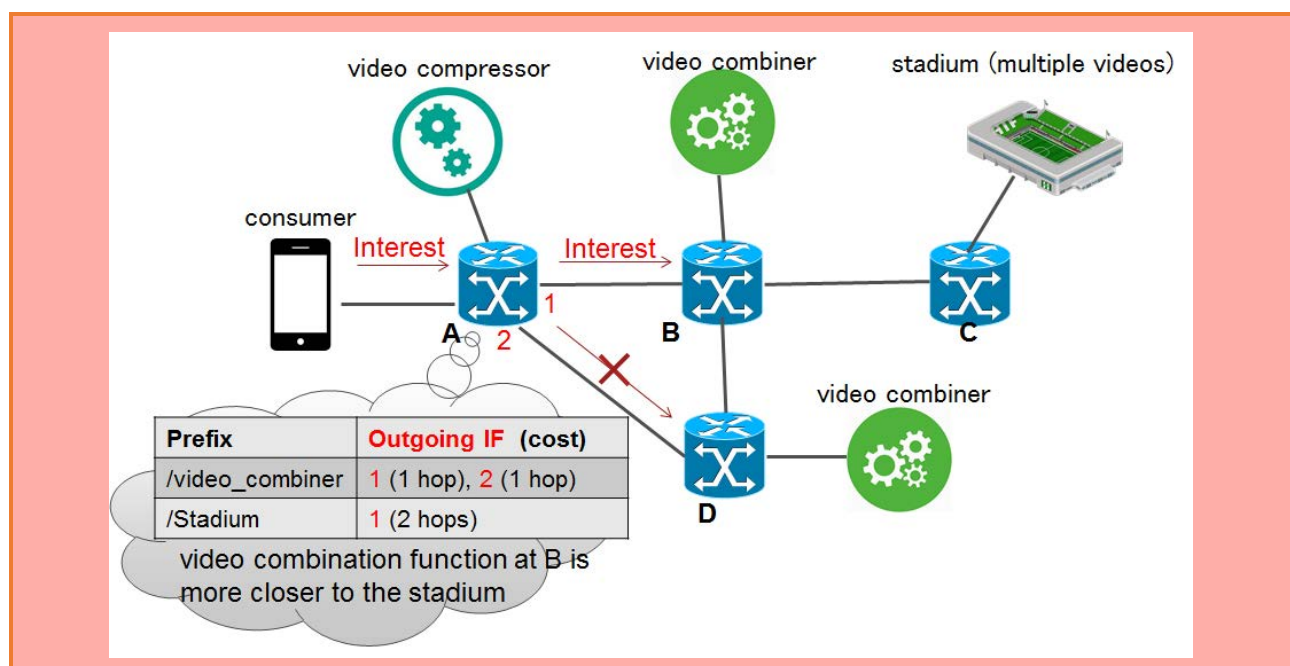 video compressor
video combiner
stadium (multiple videos)
consumer
Interest
Interest
1
A
2
B
C
video combiner
D
Prefix Outgoing IF (cost)
/video_combiner 1 (1 hop), 2 (1 hop)
/Stadium 1 (2 hops)
video combination function at B is
more closer to the stadium